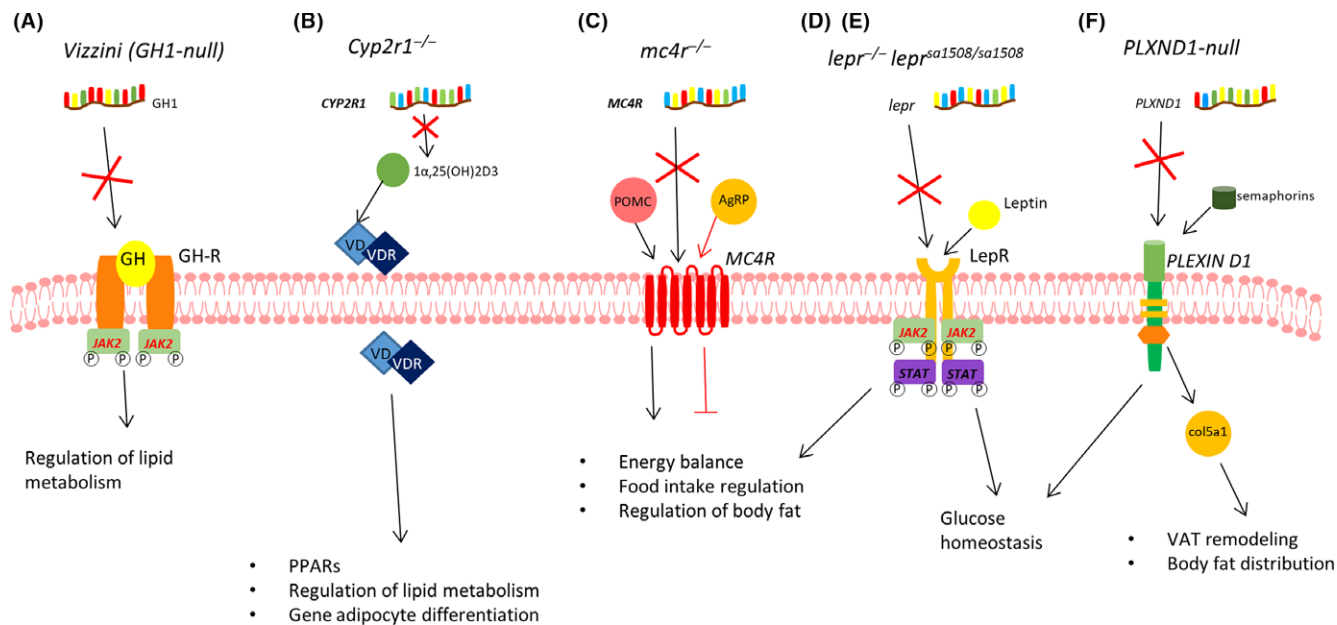 (A)
Vizzini (GH1-null)
GH1
GH
GH-R
JAK2
JAK2
P
P
P
P
Regulation of lipid
metabolism
(B)
Cyp2r1⁻/⁻
CYP2R1
1α,25(OH)2D3
VD
VDR
VD
VDR
• PPARs
• Regulation of lipid metabolism
• Gene adipocyte differentiation
(C)
mc4r⁻/⁻
MC4R
POMC
AgRP
MC4R
• Energy balance
• Food intake regulation
• Regulation of body fat
(D) (E)
lepr⁻/⁻ lepr^sa1508/sa1508
lepr
Leptin
LepR
JAK2
JAK2
P
P
P
P
STAT
STAT
P
P
P
P
Glucose
homeostasis
(F)
PLXND1-null
PLXND1
semaphorins
PLEXIN D1
col5a1
• VAT remodeling
• Body fat distribution